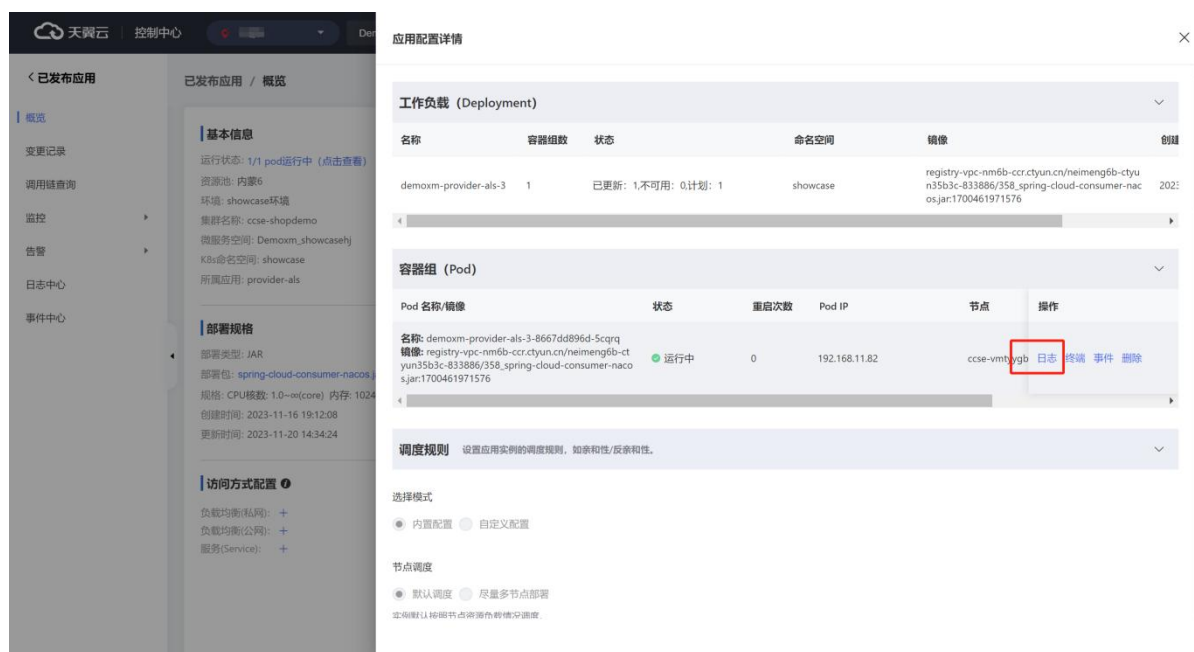 天翼云 控制中心 Der
应用配置详情
<已发布应用
已发布应用 / 概览
概览
变更记录
调用链查询
监控
告警
日志中心
事件中心
基本信息
运行状态: 1/1 pod运行中（点击查看）
资源池: 内蒙6
环境: showcase环境
集群名称: ccse-shopdemo
微服务空间: Demoxm_showcasehj
K8s命名空间: showcase
所属应用: provider-als
部署规格
部署类型: JAR
部署包: spring-cloud-consumer-nacos.j
规格: CPU核数: 1.0~∞(core) 内存: 1024
创建时间: 2023-11-16 19:12:08
更新时间: 2023-11-20 14:34:24
访问方式配置
负载均衡(私网): +
负载均衡(公网): +
服务(Service): +
工作负载（Deployment）
名称 容器组数 状态 命名空间 镜像 创建
demoxm-provider-als-3 1 已更新：1,不可用：0,计划：1 showcase
registry-vpc-nm6b-ccr.ctyun.cn/neimeng6b-ctyu
n35b3c-833886/358_spring-cloud-consumer-nac
os.jar:1700461971576
2023
容器组（Pod）
Pod 名称/镜像 状态 重启次数 Pod IP 节点 操作
名称: demoxm-provider-als-3-8667dd896d-5cqrq
镜像: registry-vpc-nm6b-ccr.ctyun.cn/neimeng6b-ct
yun35b3c-833886/358_spring-cloud-consumer-naco
s.jar:1700461971576
运行中 0 192.168.11.82 ccse-vmtyygb 日志 终端 事件 删除
调度规则 设置应用实例的调度规则，如亲和性/反亲和性。
选择模式
内置配置 自定义配置
节点调度
默认调度 尽量多节点部署
实例默认按照节点资源负载情况调度.